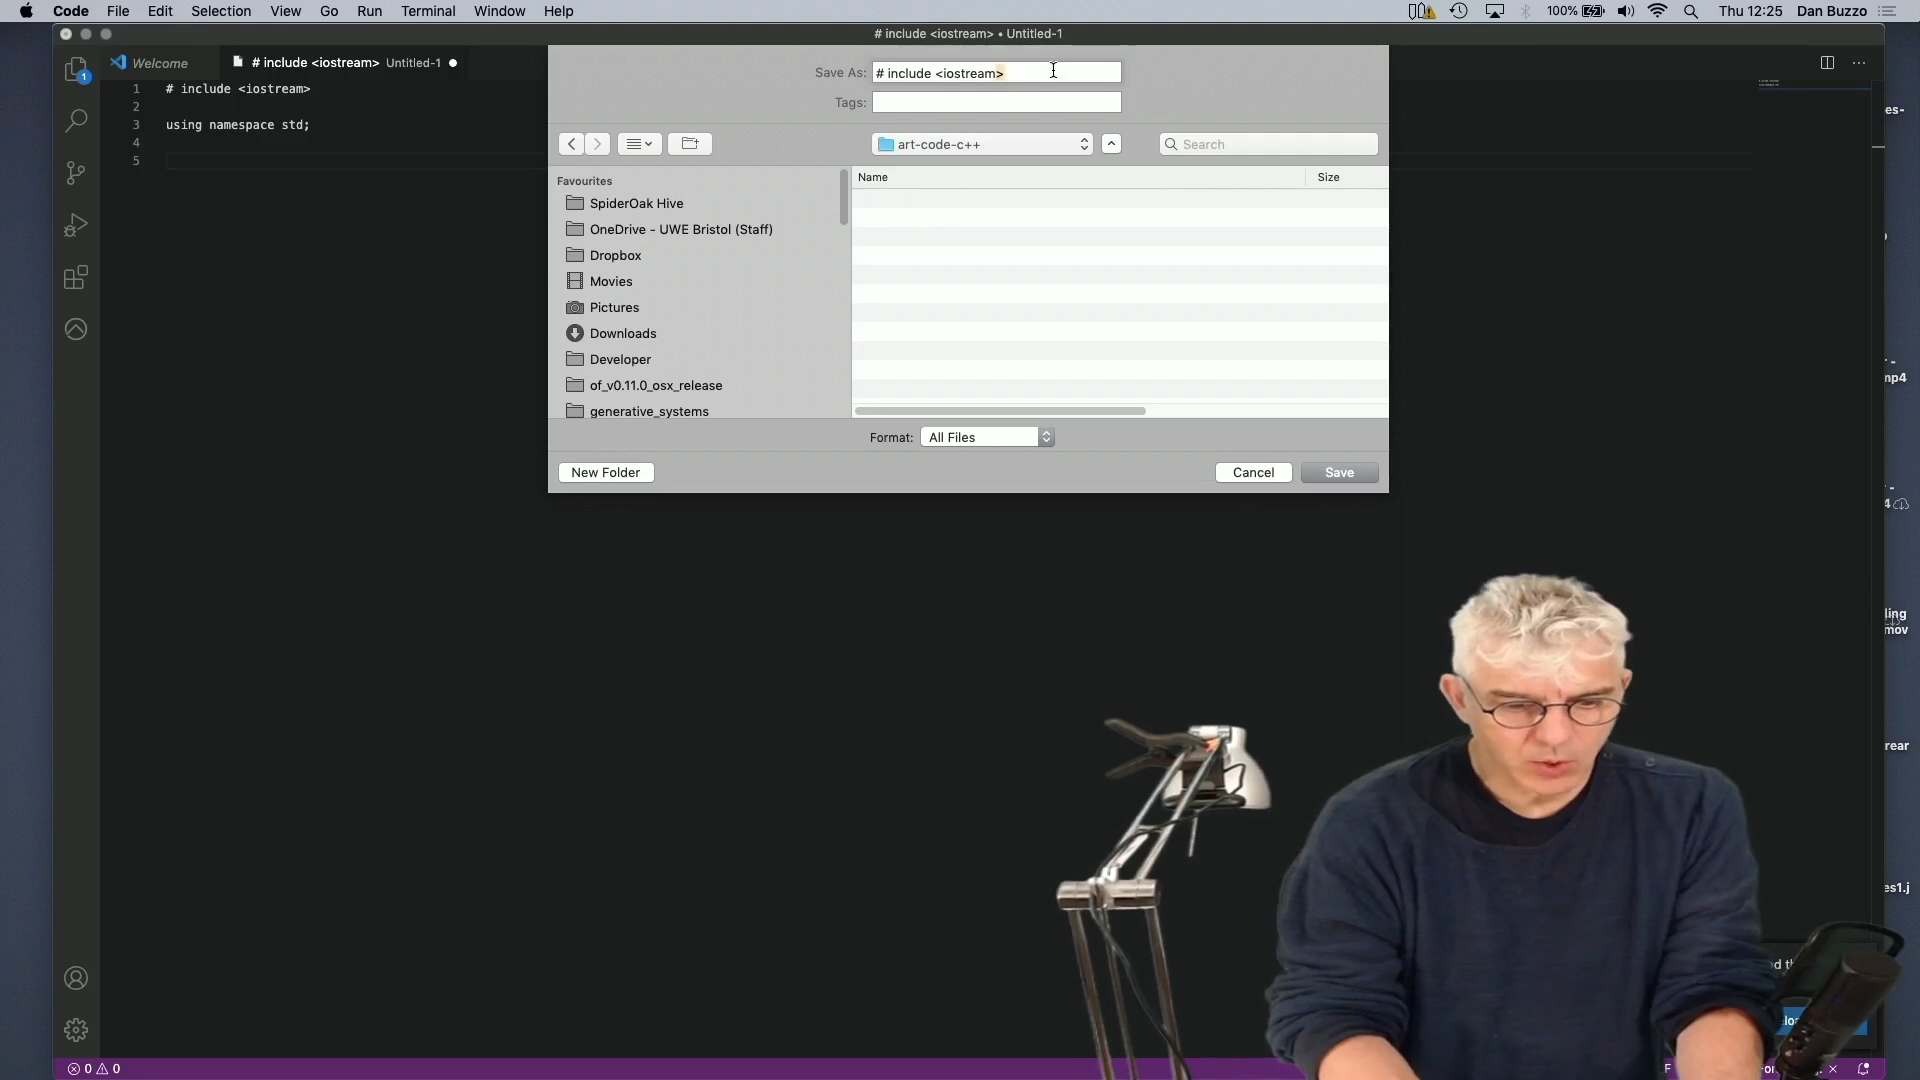 Code File Edit Selection View Go Run Terminal Window Help
100% Thu 12:25 Dan Buzzo
# include <iostream> • Untitled-1
1
Welcome
# include <iostream> Untitled-1
1 # include <iostream>
2
3 using namespace std;
4
5
Save As: # include <iostream>
Tags:
art-code-c++
Search
Favourites
SpiderOak Hive
OneDrive - UWE Bristol (Staff)
Dropbox
Movies
Pictures
Downloads
Developer
of_v0.11.0_osx_release
generative_systems
Name Size
Format: All Files
New Folder
Cancel
Save
0 0